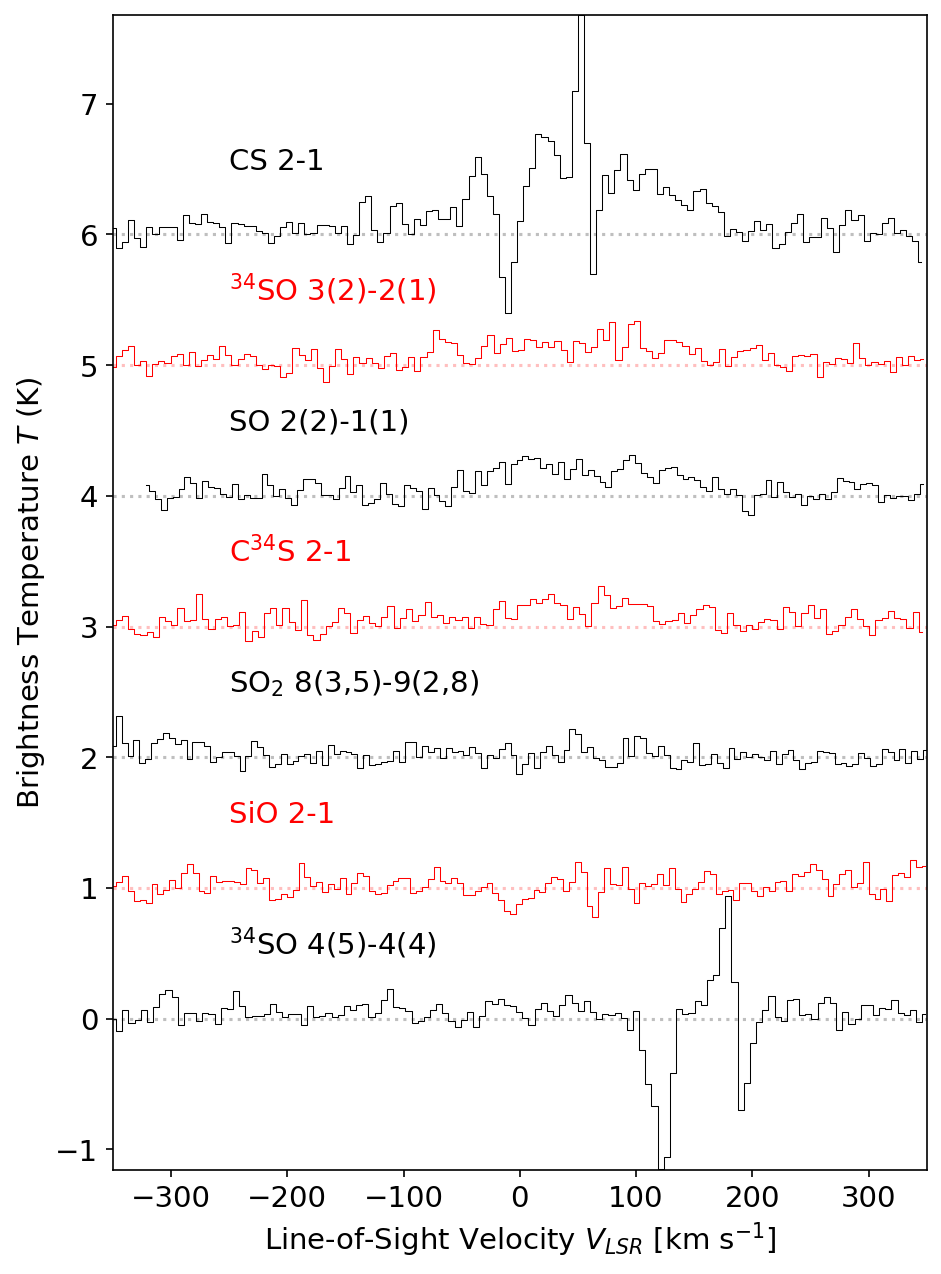 7
CS 2-1
6
³⁴SO 3(2)-2(1)
5
SO 2(2)-1(1)
4
C³⁴S 2-1
3
SO₂ 8(3,5)-9(2,8)
2
SiO 2-1
1
³⁴SO 4(5)-4(4)
0
−1
Brightness Temperature T (K)
−300 −200 −100 0 100 200 300
Line-of-Sight Velocity V_LSR [km s⁻¹]